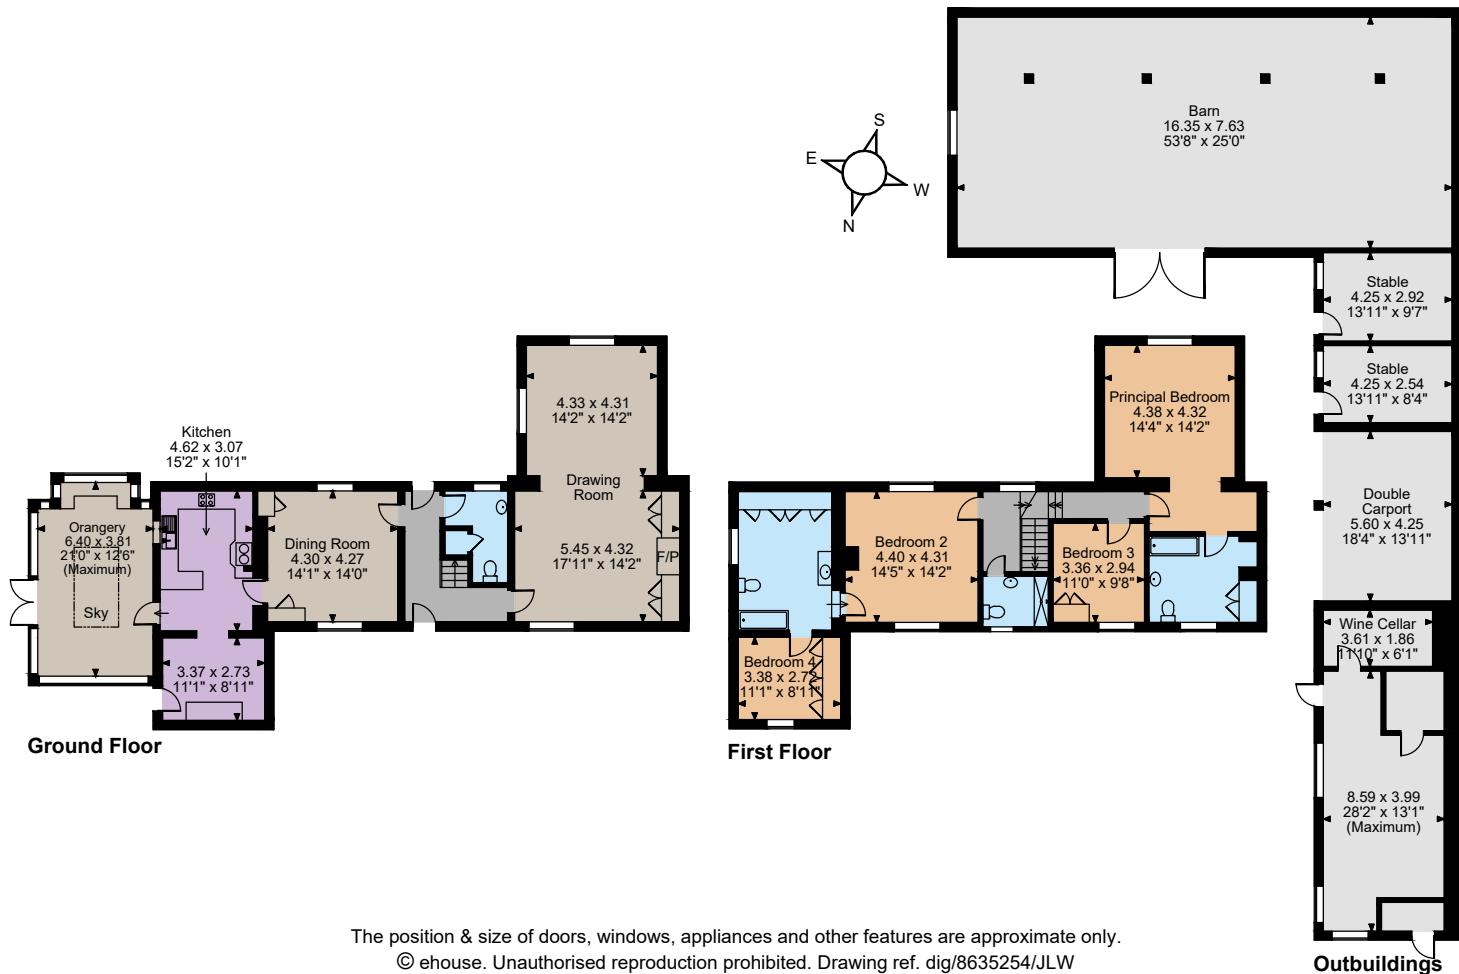 Barn
16.35 x 7.63
53'8" x 25'0"
S
E
W
N
Stable
4.25 x 2.92
13'11" x 9'7"
Stable
4.25 x 2.54
13'11" x 8'4"
Double
Carport
5.60 x 4.25
18'4" x 13'11"
Wine Cellar
3.61 x 1.86
11'10" x 6'1"
8.59 x 3.99
28'2" x 13'1"
(Maximum)
Outbuildings
Kitchen
4.62 x 3.07
15'2" x 10'1"
Orangery
6.40 x 3.81
21'0" x 12'6"
(Maximum)
Sky
Dining Room
4.30 x 4.27
14'1" x 14'0"
4.33 x 4.31
14'2" x 14'2"
Drawing
Room
5.45 x 4.32
17'11" x 14'2"
F/P
3.37 x 2.73
11'1" x 8'11"
Ground Floor
Principal Bedroom
4.38 x 4.32
14'4" x 14'2"
Bedroom 2
4.40 x 4.31
14'5" x 14'2"
Bedroom 3
3.36 x 2.94
11'0" x 9'8"
Bedroom 4
3.38 x 2.72
11'1" x 8'11"
First Floor
The position & size of doors, windows, appliances and other features are approximate only.
© ehouse. Unauthorised reproduction prohibited. Drawing ref. dig/8635254/JLW